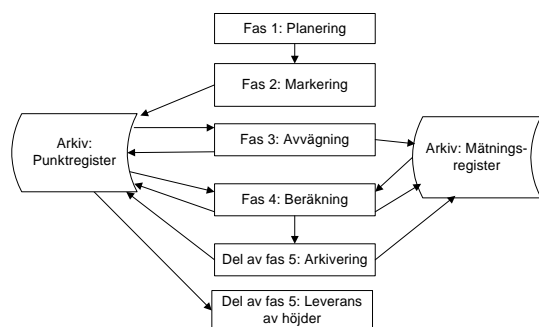 Fas 1: Planering
Fas 2: Markering
Arkiv:
Punktregister
Fas 3: Avvägning
Arkiv: Mätnings-
register
Fas 4: Beräkning
Del av fas 5: Arkivering
Del av fas 5: Leverans
av höjder